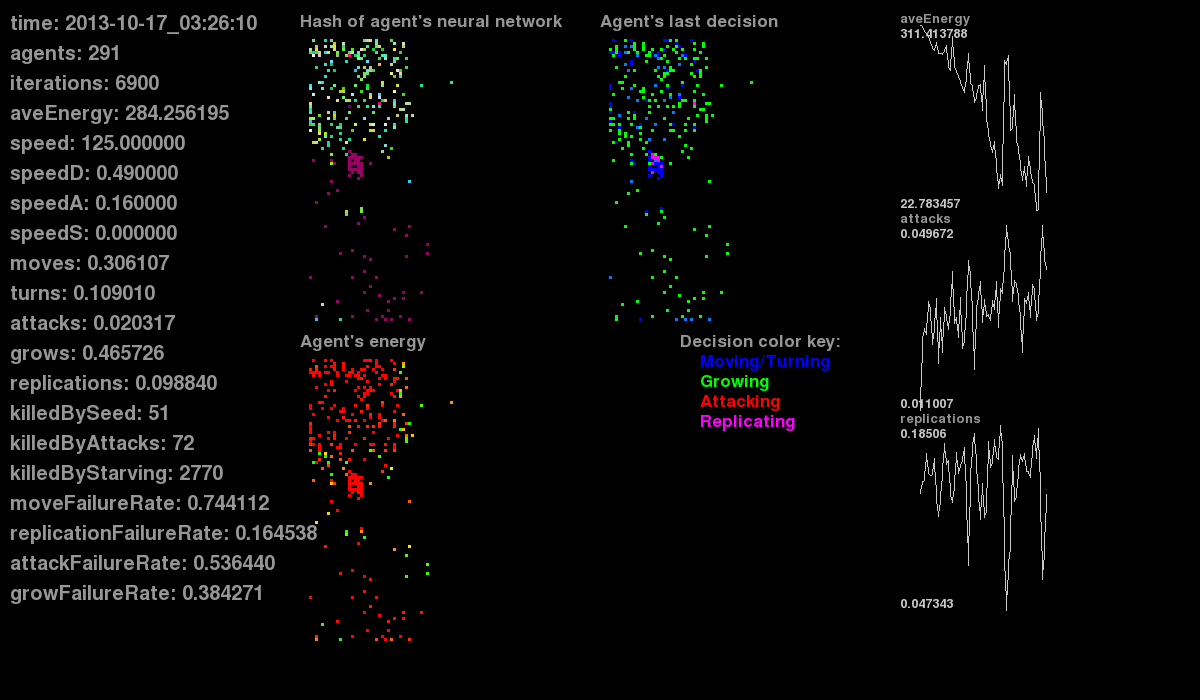 time: 2013-10-17_03:26:10
agents: 291
iterations: 6900
aveEnergy: 284.256195
speed: 125.000000
speedD: 0.490000
speedA: 0.160000
speedS: 0.000000
moves: 0.306107
turns: 0.109010
attacks: 0.020317
grows: 0.465726
replications: 0.098840
killedBySeed: 51
killedByAttacks: 72
killedByStarving: 2770
moveFailureRate: 0.744112
replicationFailureRate: 0.164538
attackFailureRate: 0.536440
growFailureRate: 0.384271
Hash of agent's neural network
Agent's last decision
Agent's energy
Decision color key:
Moving/Turning
Growing
Attacking
Replicating
aveEnergy
311.413788
22.783457
attacks
0.049672
0.011007
replications
0.18506
0.047343